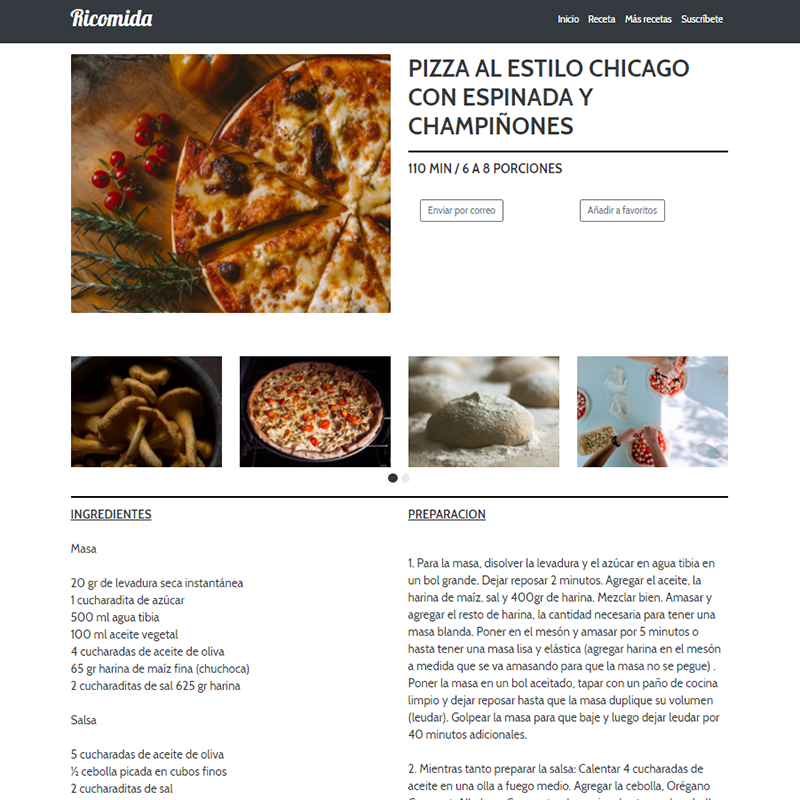 Ricomida
Inicio Receta Más recetas Suscríbete
PIZZA AL ESTILO CHICAGO
CON ESPINADA Y
CHAMPIÑONES
110 MIN / 6 A 8 PORCIONES
Enviar por correo
Añadir a favoritos
INGREDIENTES
Masa
20 gr de levadura seca instantánea
1 cucharadita de azúcar
500 ml agua tibia
100 ml aceite vegetal
4 cucharadas de aceite de oliva
65 gr harina de maíz fina (chuchoca)
2 cucharaditas de sal 625 gr harina
Salsa
5 cucharadas de aceite de oliva
½ cebolla picada en cubos finos
2 cucharaditas de sal
PREPARACION
1. Para la masa, disolver la levadura y el azúcar en agua tibia en
un bol grande. Dejar reposar 2 minutos. Agregar el aceite, la
harina de maíz, sal y 400gr de harina. Mezclar bien. Amasar y
agregar el resto de harina, la cantidad necesaria para tener una
masa blanda. Poner en el mesón y amasar por 5 minutos o
hasta tener una masa lisa y elástica (agregar harina en el mesón
a medida que se va amasando para que la masa no se pegue) .
Poner la masa en un bol aceitado, tapar con un paño de cocina
limpio y dejar reposar hasta que la masa duplique su volumen
(leudar). Golpear la masa para que baje y luego dejar leudar por
40 minutos adicionales.
2. Mientras tanto preparar la salsa: Calentar 4 cucharadas de
aceite en una olla a fuego medio. Agregar la cebolla, Orégano